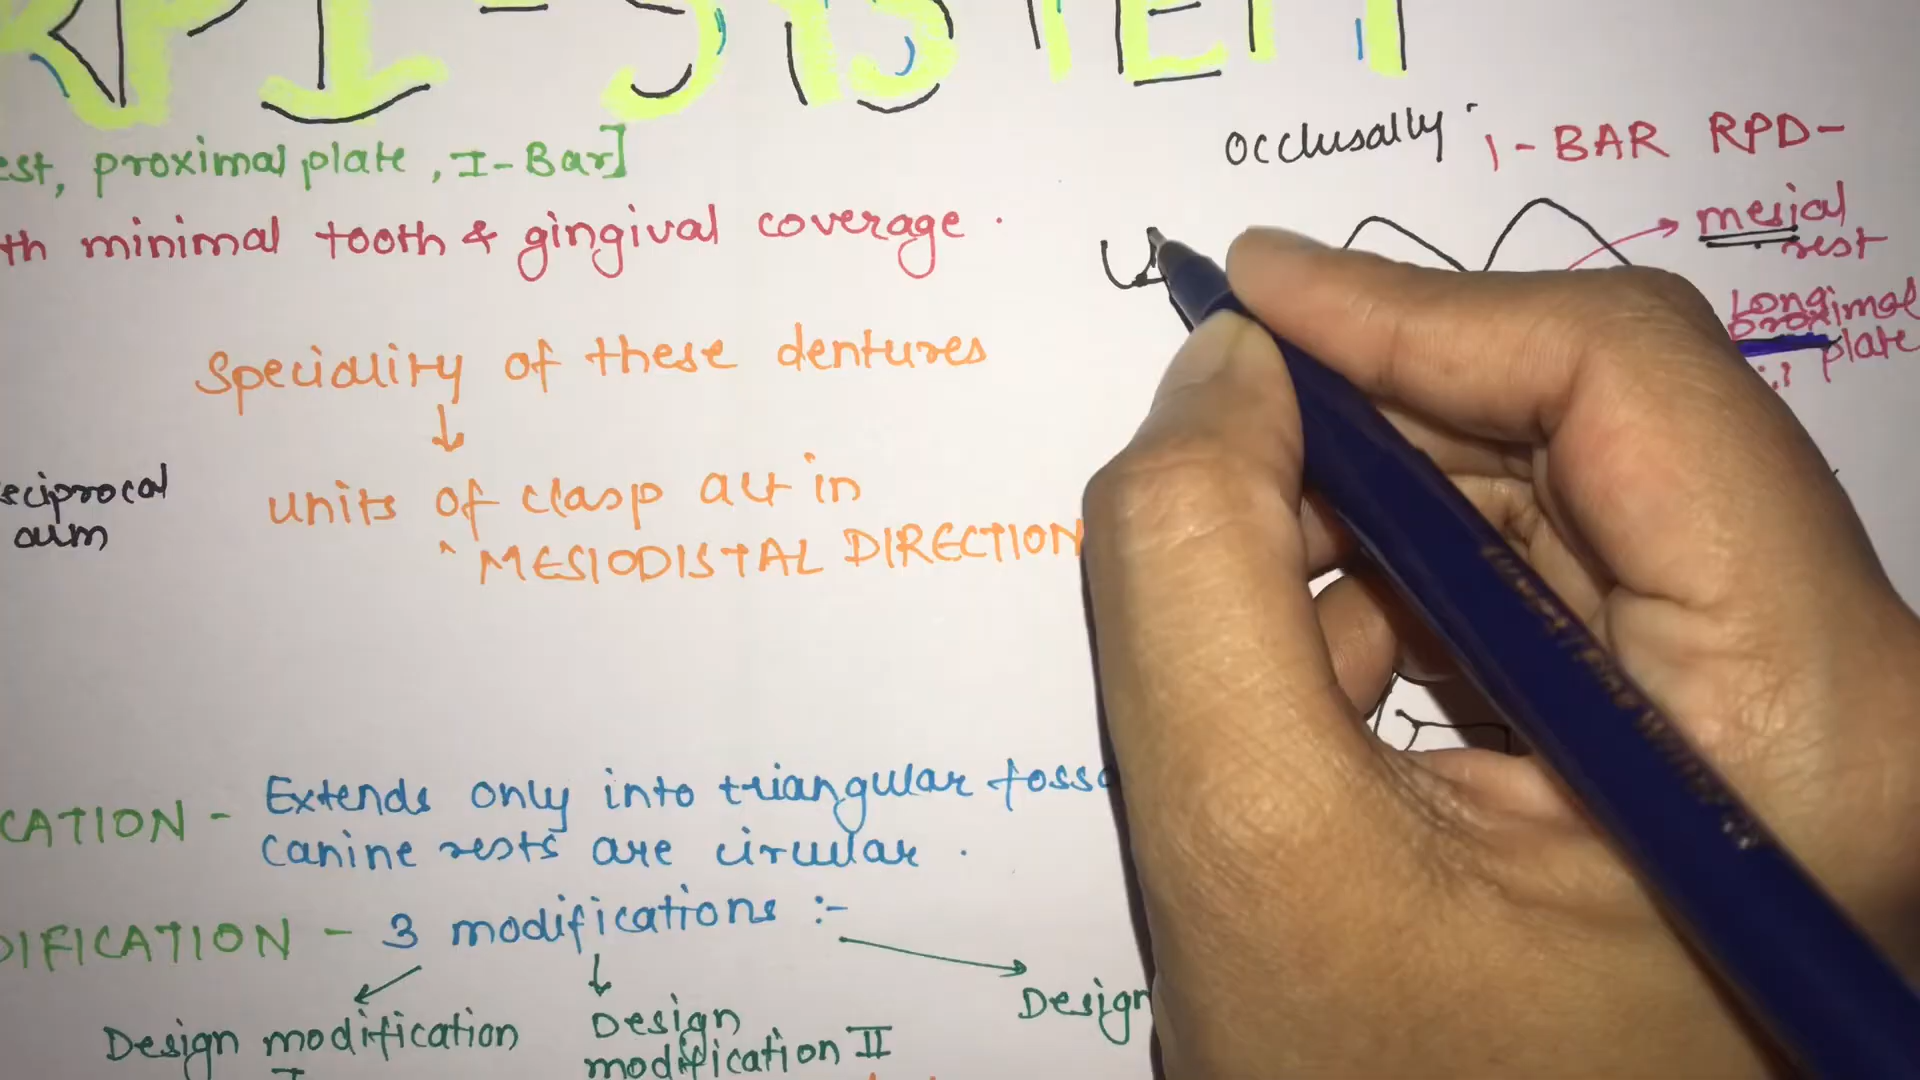 RPI-SYSTEM
est, proximal plate, I-Bar]
th minimal tooth & gingival coverage.
Speciality of these dentures
↓
units of clasp act in
^ MESIODISTAL DIRECTION
eciprocal
arm
Occlusally
I-BAR RPD-
mesial
rest
Long
proximal
plate
CATION - Extends only into triangular fossa
canine rests are circular.
DIFICATION - 3 modifications :-
Design modification
I
Design
modification II
Design